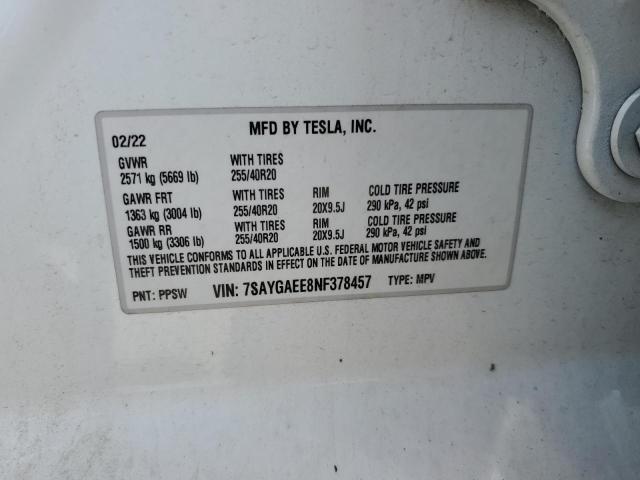 02/22 MFD BY TESLA, INC.
GVWR WITH TIRES
2571 kg (5669 lb) 255/40R20
GAWR FRT WITH TIRES RIM COLD TIRE PRESSURE
1363 kg (3004 lb) 255/40R20 20X9.5J 290 kPa, 42 psi
GAWR RR WITH TIRES RIM COLD TIRE PRESSURE
1500 kg (3306 lb) 255/40R20 20X9.5J 290 kPa, 42 psi
THIS VEHICLE CONFORMS TO ALL APPLICABLE U.S. FEDERAL MOTOR VEHICLE SAFETY AND
THEFT PREVENTION STANDARDS IN EFFECT ON THE DATE OF MANUFACTURE SHOWN ABOVE.
PNT: PPSW VIN: 7SAYGAEE8NF378457 TYPE: MPV